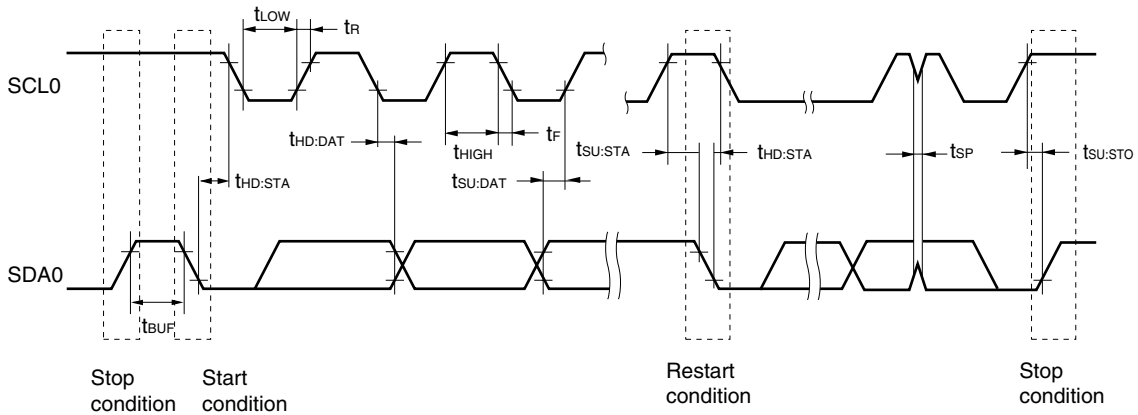 tLOW
tR
SCL0
tHD:DAT
tHIGH
tF
tSU:STA
tHD:STA
tSP
tSU:STO
tHD:STA
tSU:DAT
SDA0
tBUF
Stop
condition
Start
condition
Restart
condition
Stop
condition